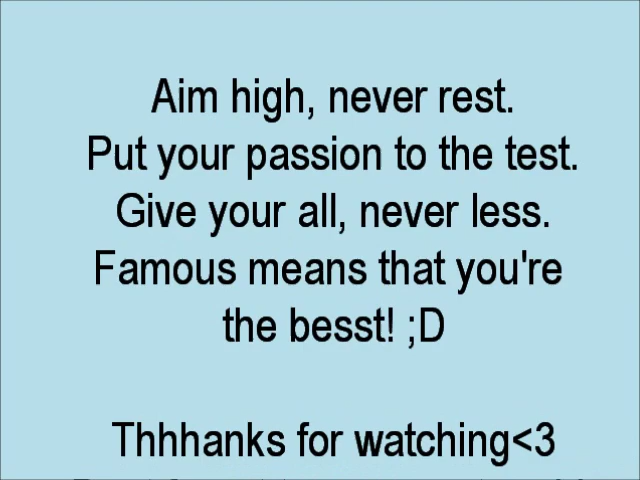 Aim high, never rest.
Put your passion to the test.
Give your all, never less.
Famous means that you're
the besst! ;D
Thhhanks for watching<3